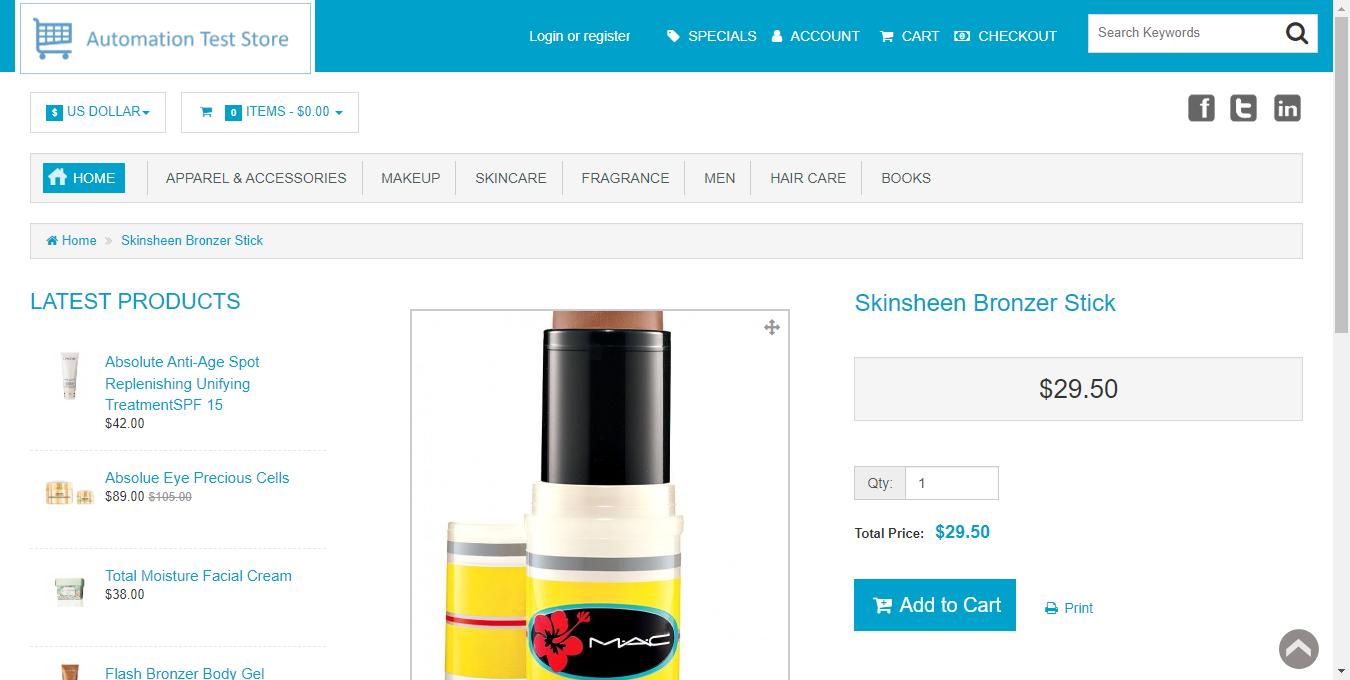 Automation Test Store
Login or register
SPECIALS
ACCOUNT
CART
CHECKOUT
Search Keywords
$ US DOLLAR
0 ITEMS - $0.00
HOME
APPAREL & ACCESSORIES
MAKEUP
SKINCARE
FRAGRANCE
MEN
HAIR CARE
BOOKS
Home » Skinsheen Bronzer Stick
LATEST PRODUCTS
Absolute Anti-Age Spot
Replenishing Unifying
TreatmentSPF 15
$42.00
Absolue Eye Precious Cells
$89.00 $105.00
Total Moisture Facial Cream
$38.00
Flash Bronzer Body Gel
MAC
Skinsheen Bronzer Stick
$29.50
Qty: 1
Total Price: $29.50
Add to Cart
Print